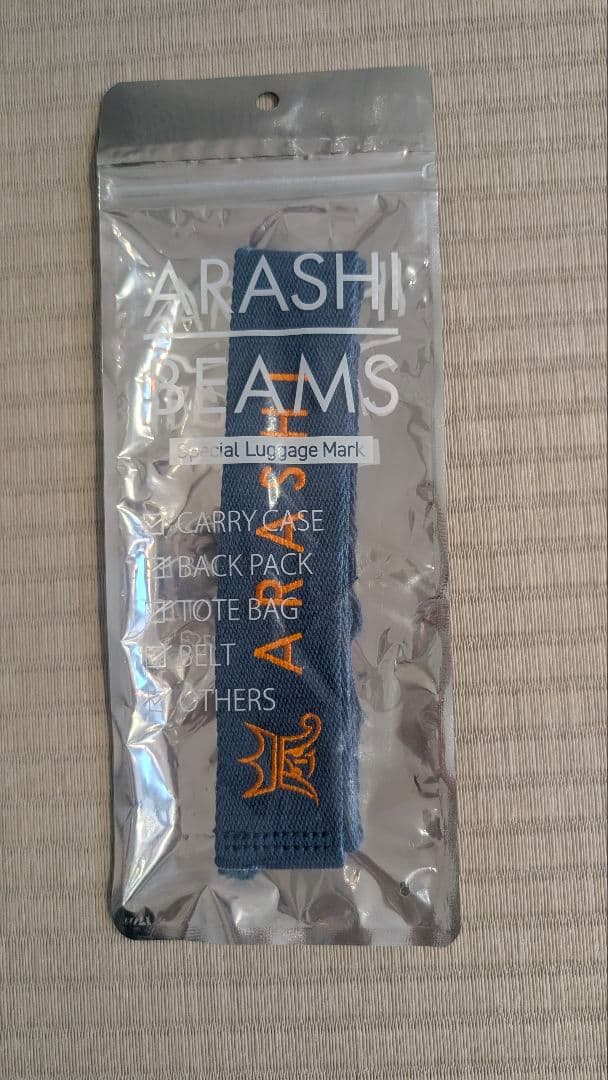 ARASHI
BEAMS
Special Luggage Mark
CARRY CASE
BACK PACK
TOTE BAG
BELT
OTHERS
ARASHI